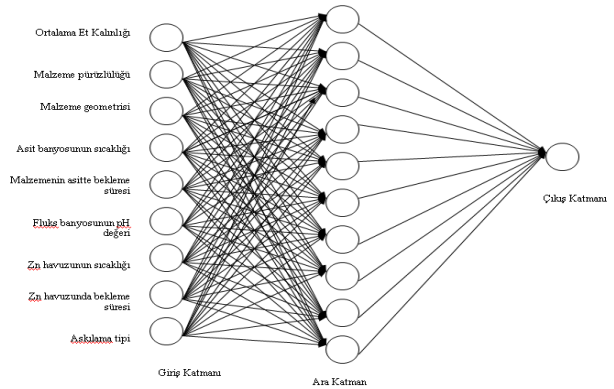 Ortalama Et Kalınlığı
Malzeme pürüzlülüğü
Malzeme geometrisi
Asit banyosunun sıcaklığı
Malzemenin asitte bekleme
süresi
Fluks banyosunun pH
değeri
Zn havuzunun sıcaklığı
Zn havuzunda bekleme
süresi
Askılama tipi
Giriş Katmanı
Ara Katman
Çıkış Katmanı